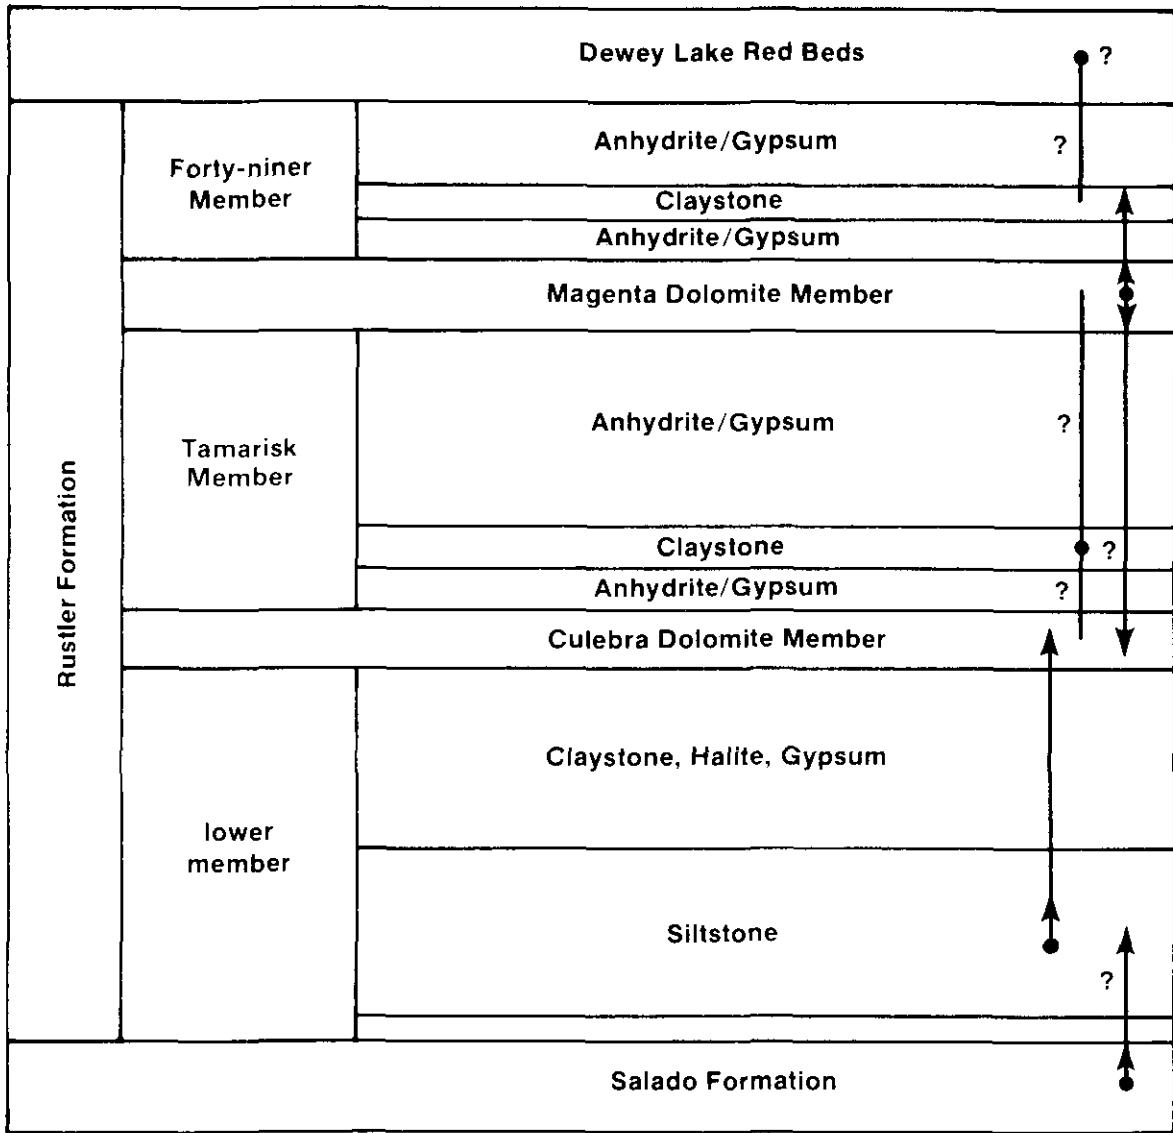 Dewey Lake Red Beds
?
Rustler Formation
Forty-niner
Member
Anhydrite/Gypsum
?
Claystone
Anhydrite/Gypsum
Magenta Dolomite Member
Tamarisk
Member
Anhydrite/Gypsum
?
Claystone
?
Anhydrite/Gypsum
?
Culebra Dolomite Member
lower
member
Claystone, Halite, Gypsum
Siltstone
?
Salado Formation